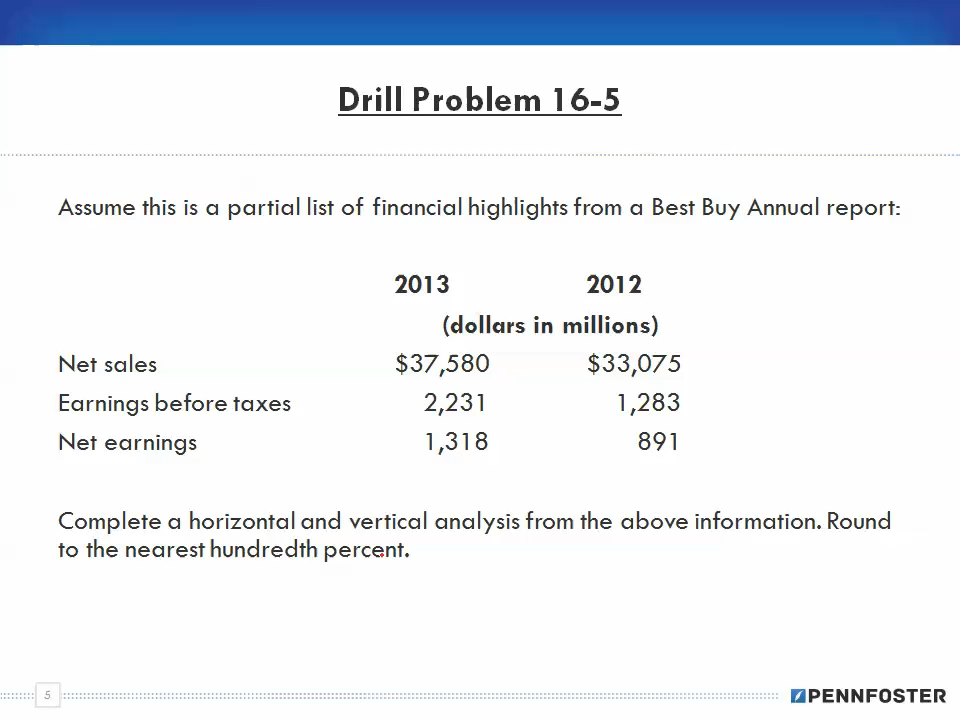 Drill Problem 16-5
Assume this is a partial list of financial highlights from a Best Buy Annual report:
2013 2012
(dollars in millions)
Net sales $37,580 $33,075
Earnings before taxes 2,231 1,283
Net earnings 1,318 891
Complete a horizontal and vertical analysis from the above information. Round
to the nearest hundredth percent.
5
PENNFOSTER